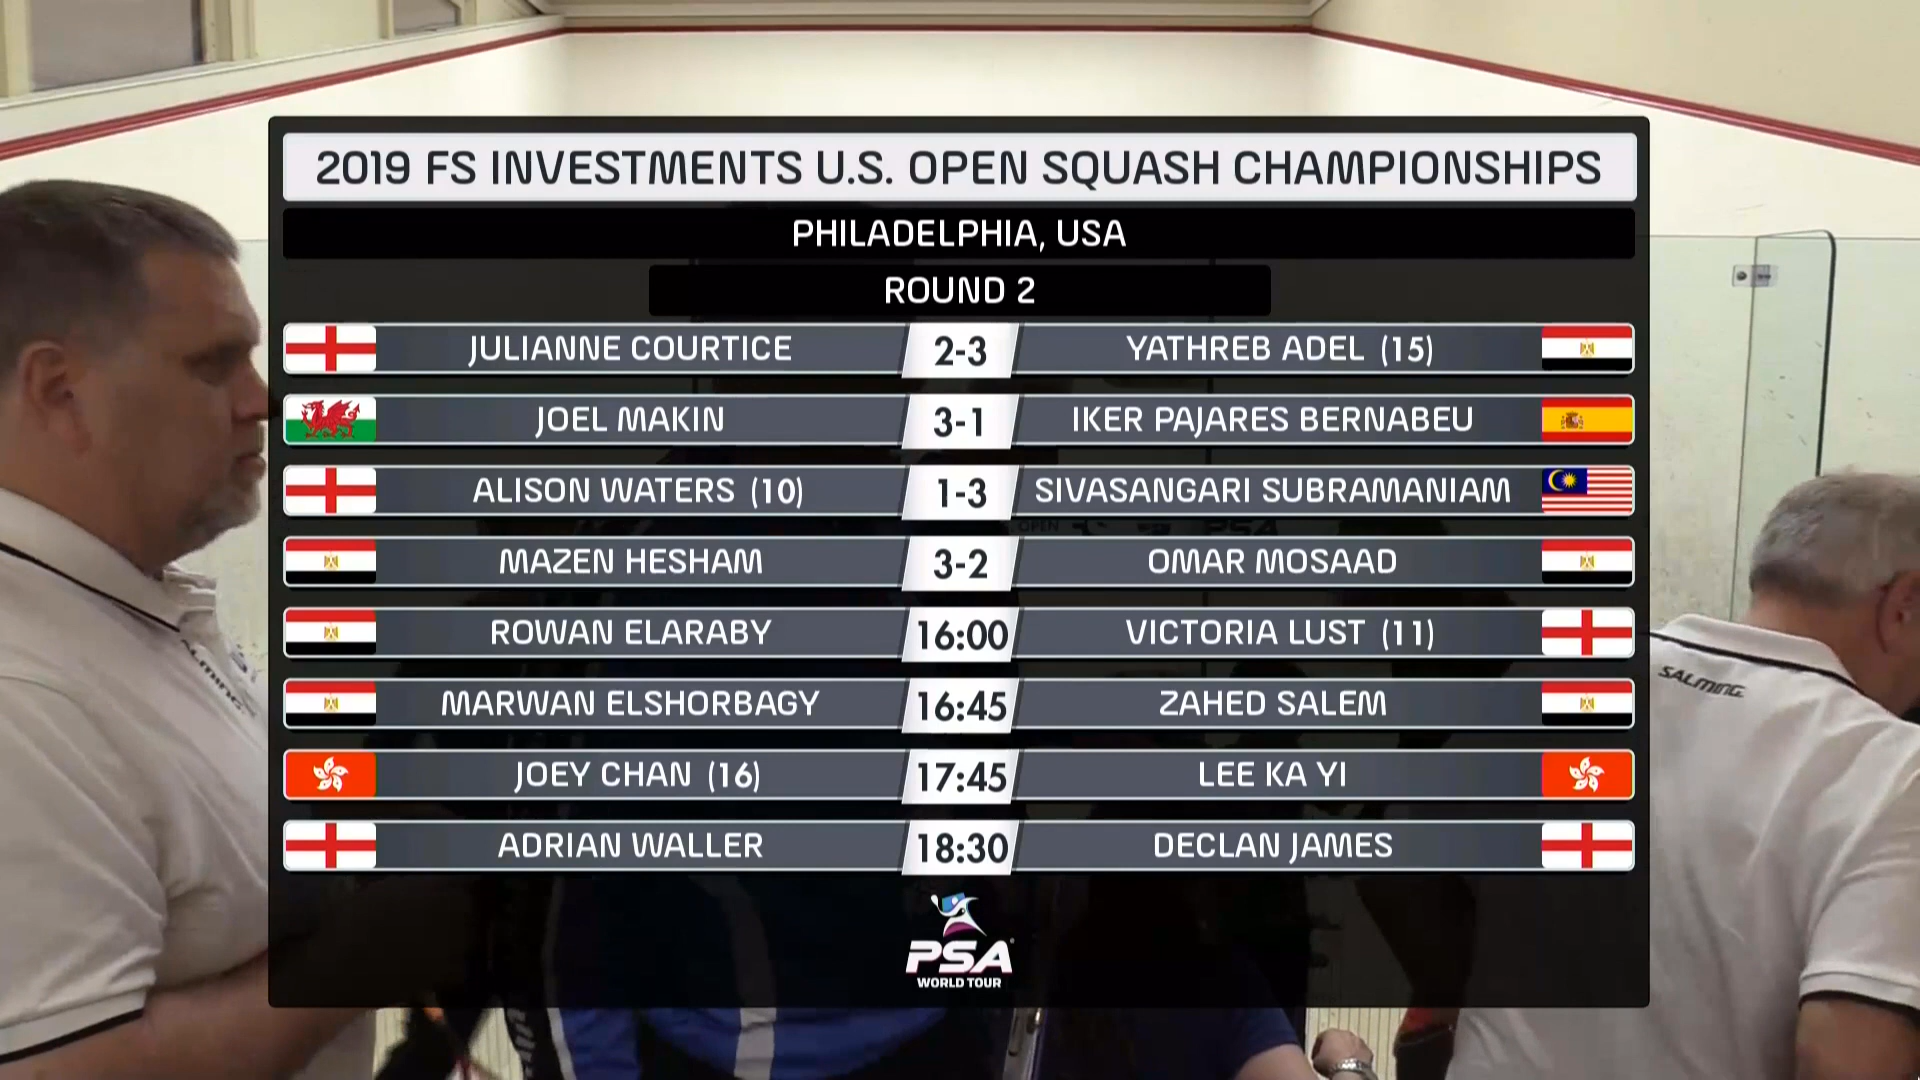 2019 FS INVESTMENTS U.S. OPEN SQUASH CHAMPIONSHIPS
PHILADELPHIA, USA
ROUND 2
JULIANNE COURTICE 2-3 YATHREB ADEL (15)
JOEL MAKIN 3-1 IKER PAJARES BERNABEU
ALISON WATERS (10) 1-3 SIVASANGARI SUBRAMANIAM
MAZEN HESHAM 3-2 OMAR MOSAAD
ROWAN ELARABY 16:00 VICTORIA LUST (11)
MARWAN ELSHORBAGY 16:45 ZAHED SALEM
JOEY CHAN (16) 17:45 LEE KA YI
ADRIAN WALLER 18:30 DECLAN JAMES
PSA
WORLD TOUR
SALMING
SALMING
OPEN PSA